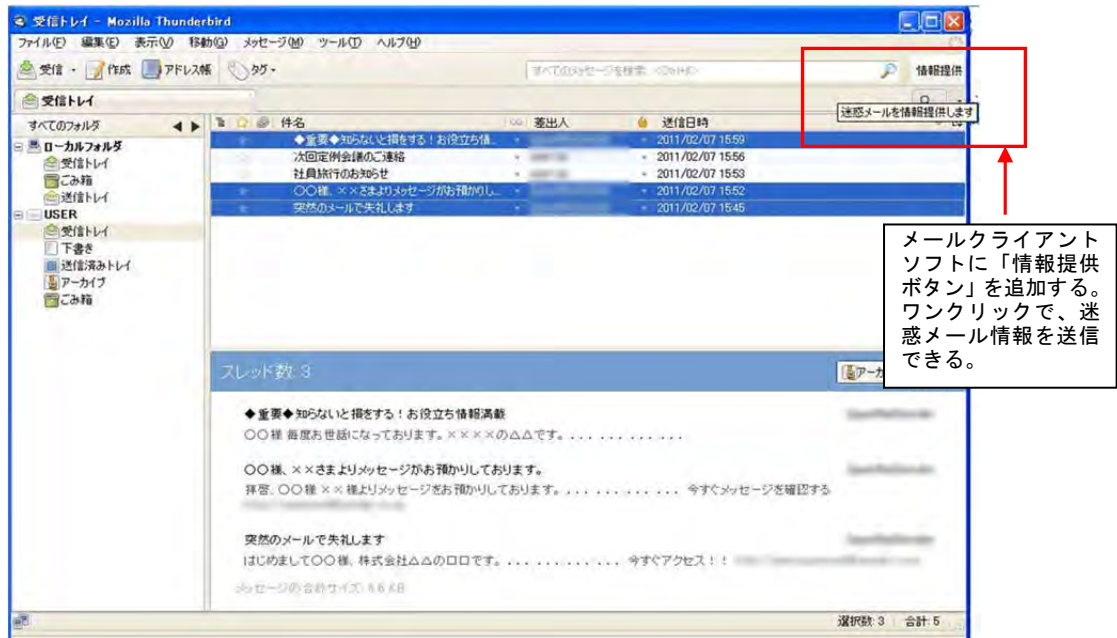 受信トレイ - Mozilla Thunderbird
ファイル(F) 編集(E) 表示(V) 移動(G) メッセージ(M) ツール(T) ヘルプ(H)
受信 作成 アドレス帳 タグ すべてのメッセージを検索 <Ctrl+K> 情報提供
受信トレイ
迷惑メールを情報提供します
すべてのフォルダ
件名 差出人 送信日時
ローカルフォルダ
受信トレイ
ごみ箱
送信トレイ
USER
受信トレイ
下書き
送信済みトレイ
アーカイブ
ごみ箱
◆重要◆知らないと損をする!お役立ち情... 2011/02/07 15:59
次回定例会議のご連絡 2011/02/07 15:56
社員旅行のお知らせ 2011/02/07 15:53
〇〇様、××さまよりメッセージがお預かりし... 2011/02/07 15:52
突然のメールで失礼します 2011/02/07 15:45
メールクライアント
ソフトに「情報提供
ボタン」を追加する。
ワンクリックで、迷
惑メール情報を送信
できる。
スレッド数: 3
アーカ
◆重要◆知らないと損をする!お役立ち情報満載
〇〇様 毎度お世話になっております。××××の△△です。............
〇〇様、××さまよりメッセージがお預かりしております。
拝啓、〇〇様 ××様よりメッセージをお預かりしております。............ 今すぐメッセージを確認する
突然のメールで失礼します
はじめまして〇〇様、株式会社△△の口口です。............ 今すぐアクセス!!
メッセージの合計サイズ: 6.6 KB
選択数: 3 合計: 5